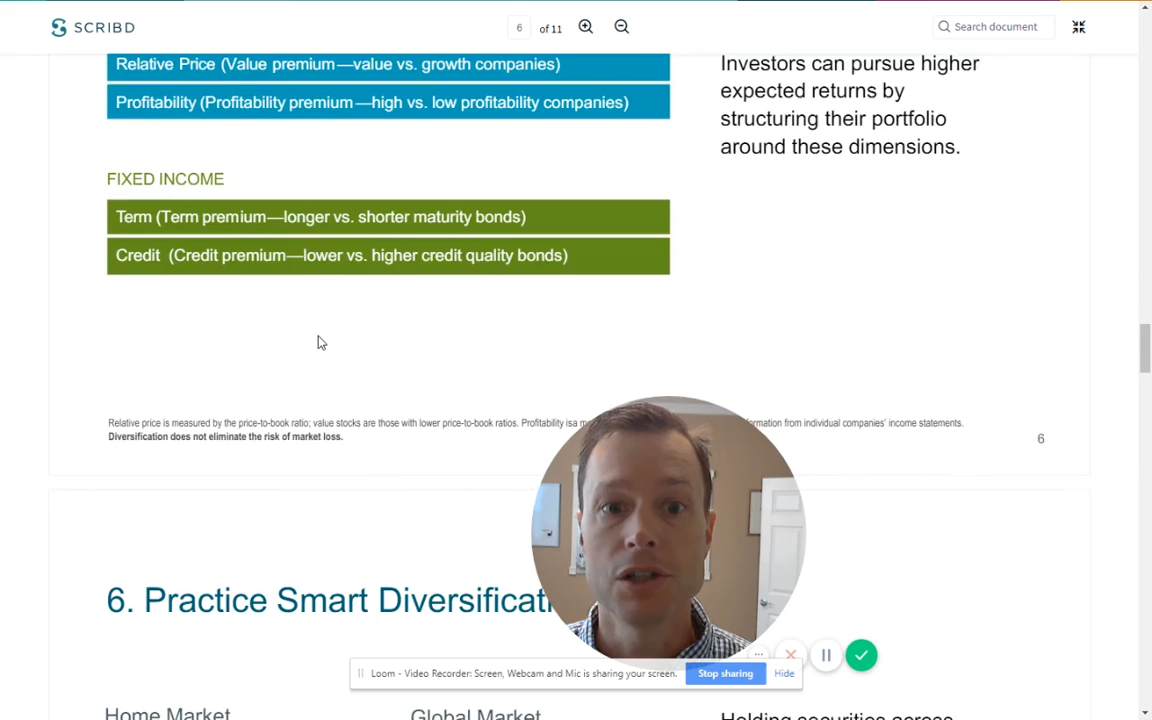 SCRIBD
6 of 11
Search document
Relative Price (Value premium—value vs. growth companies)
Profitability (Profitability premium—high vs. low profitability companies)
Investors can pursue higher
expected returns by
structuring their portfolio
around these dimensions.
FIXED INCOME
Term (Term premium—longer vs. shorter maturity bonds)
Credit (Credit premium—lower vs. higher credit quality bonds)
Relative price is measured by the price-to-book ratio; value stocks are those with lower price-to-book ratios. Profitability is a individual companies' income statements.
Diversification does not eliminate the risk of market loss.
6
6. Practice Smart
Loom - Video Recorder: Screen, Webcam and Mic is sharing your screen.
Stop sharing
Hide
Home Market
Global Market
Holding securities across